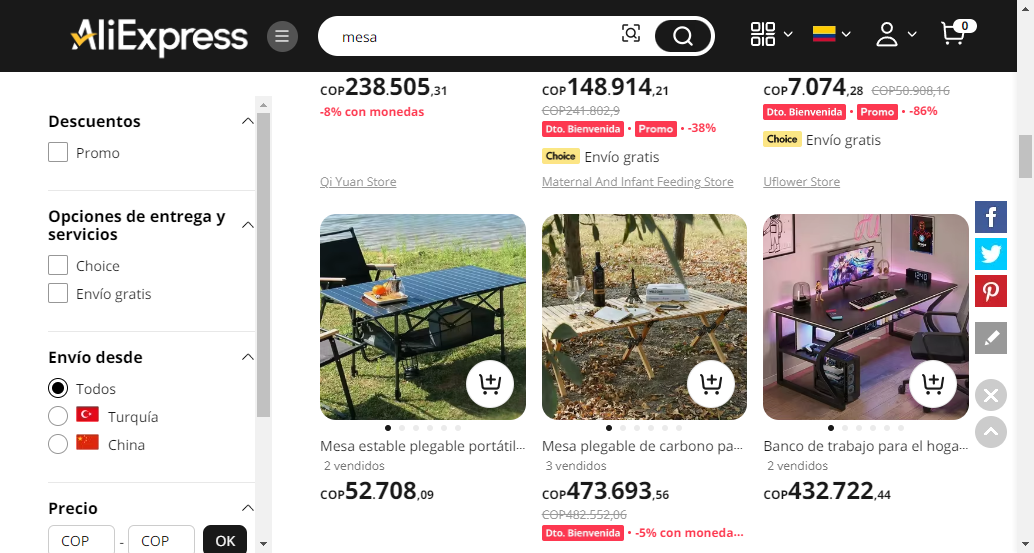 AliExpress
mesa
0
Descuentos
Promo
Opciones de entrega y
servicios
Choice
Envío gratis
Envío desde
Todos
Turquía
China
Precio
COP - COP OK
COP238.505,31
-8% con monedas
Qi Yuan Store
COP148.914,21
COP241.802,9
Dto. Bienvenida • Promo • -38%
Choice Envío gratis
Maternal And Infant Feeding Store
COP7.074,28 COP50.908,16
Dto. Bienvenida • Promo • -86%
Choice Envío gratis
Uflower Store
Mesa estable plegable portátil...
2 vendidos
COP52.708,09
Mesa plegable de carbono pa...
3 vendidos
COP473.693,56
COP482.552,06
Dto. Bienvenida • -5% con moneda...
Banco de trabajo para el hoga...
2 vendidos
COP432.722,44